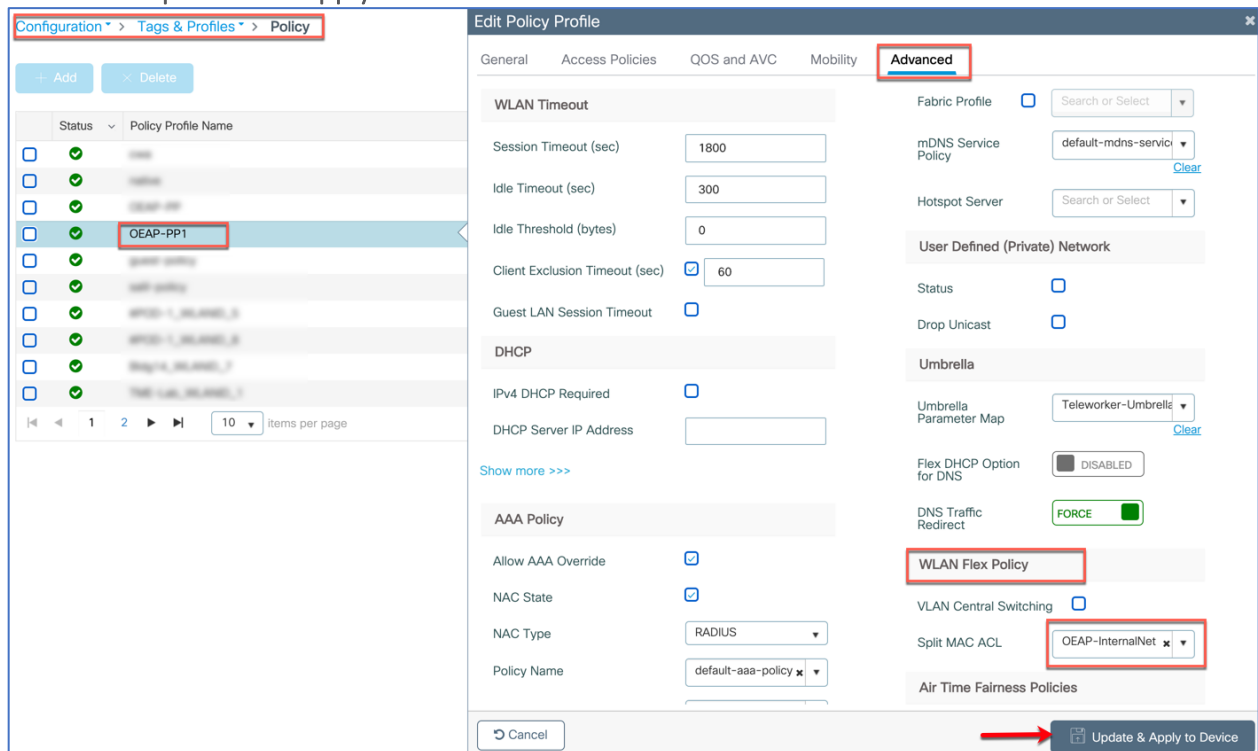 Configuration > Tags & Profiles > Policy
+ Add
× Delete
Status
Policy Profile Name
OEAP-PP1
1 2
10
items per page
Edit Policy Profile
General
Access Policies
QOS and AVC
Mobility
Advanced
WLAN Timeout
Session Timeout (sec)
1800
Idle Timeout (sec)
300
Idle Threshold (bytes)
0
Client Exclusion Timeout (sec)
60
Guest LAN Session Timeout
DHCP
IPv4 DHCP Required
DHCP Server IP Address
Show more >>>
AAA Policy
Allow AAA Override
NAC State
NAC Type
RADIUS
Policy Name
default-aaa-policy
Fabric Profile
Search or Select
mDNS Service
Policy
default-mdns-servic
Clear
Hotspot Server
Search or Select
User Defined (Private) Network
Status
Drop Unicast
Umbrella
Umbrella
Parameter Map
Teleworker-Umbrella
Clear
Flex DHCP Option
for DNS
DISABLED
DNS Traffic
Redirect
FORCE
WLAN Flex Policy
VLAN Central Switching
Split MAC ACL
OEAP-InternalNet
Air Time Fairness Policies
Cancel
Update & Apply to Device